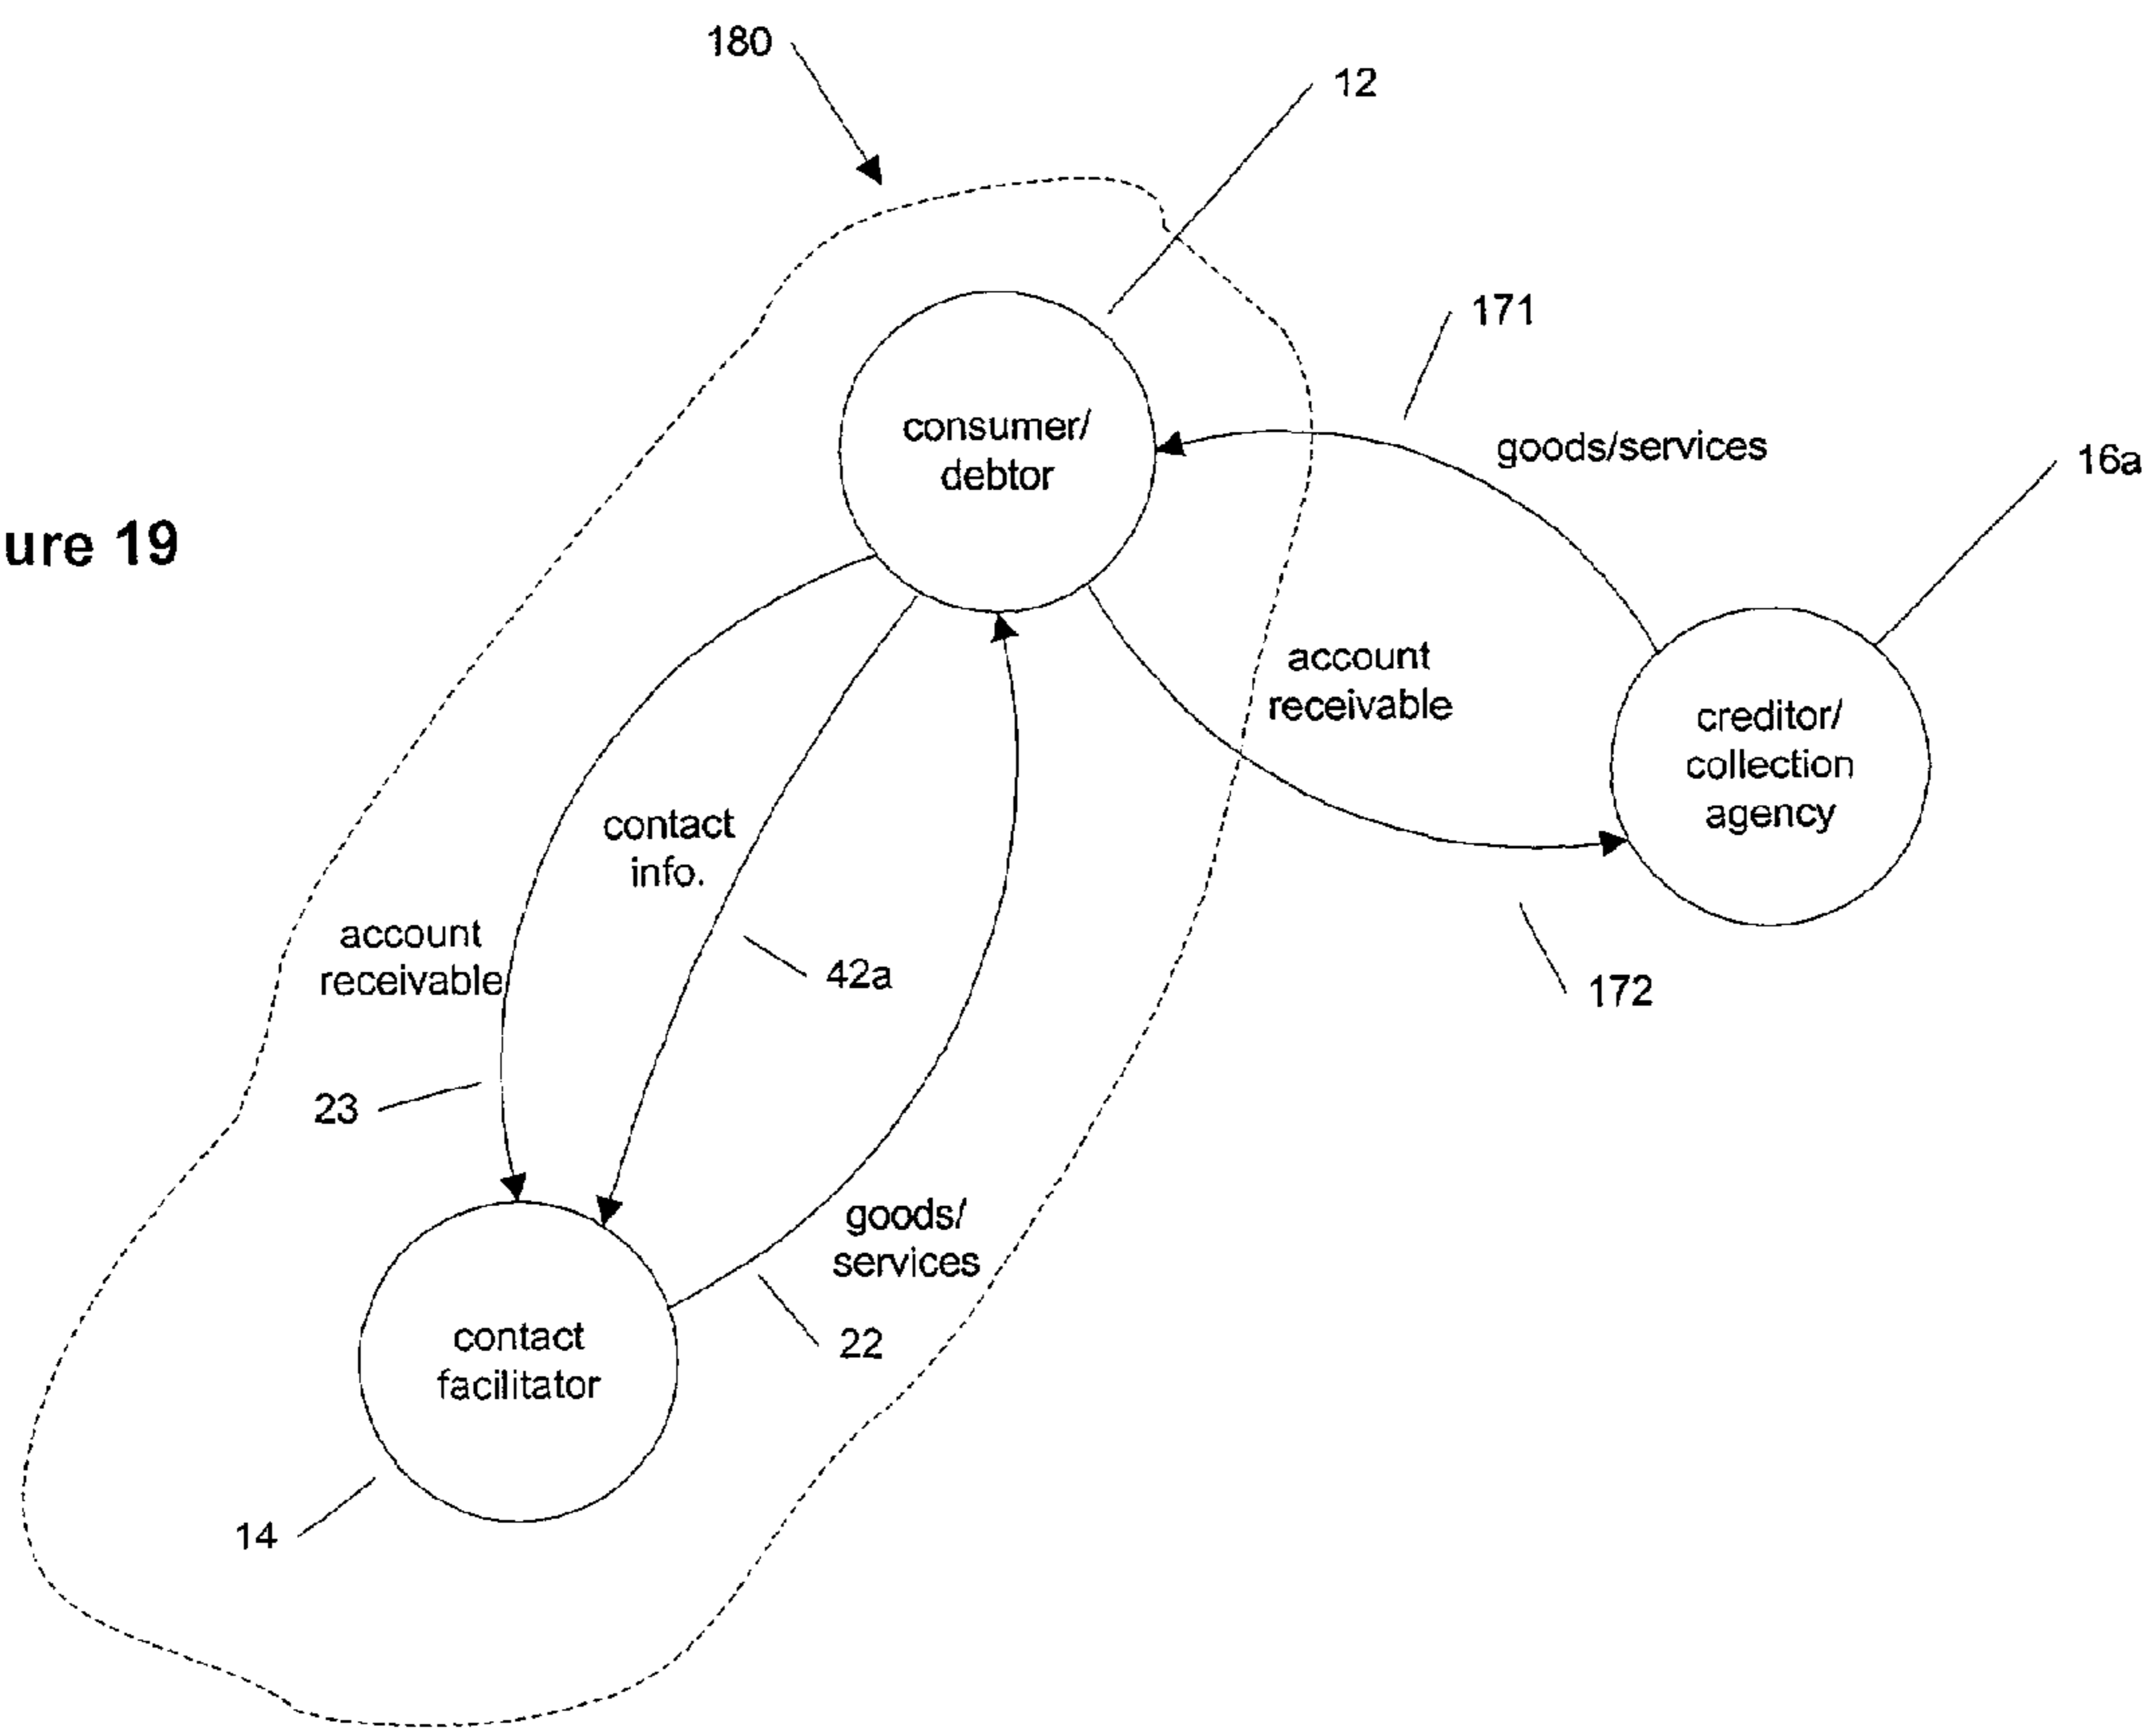 180
12
171
consumer/
debtor
goods/services
16a
ure 19
account
receivable
creditor/
collection
agency
contact
info.
account
receivable
42a
172
23
goods/
services
contact
facilitator
22
14